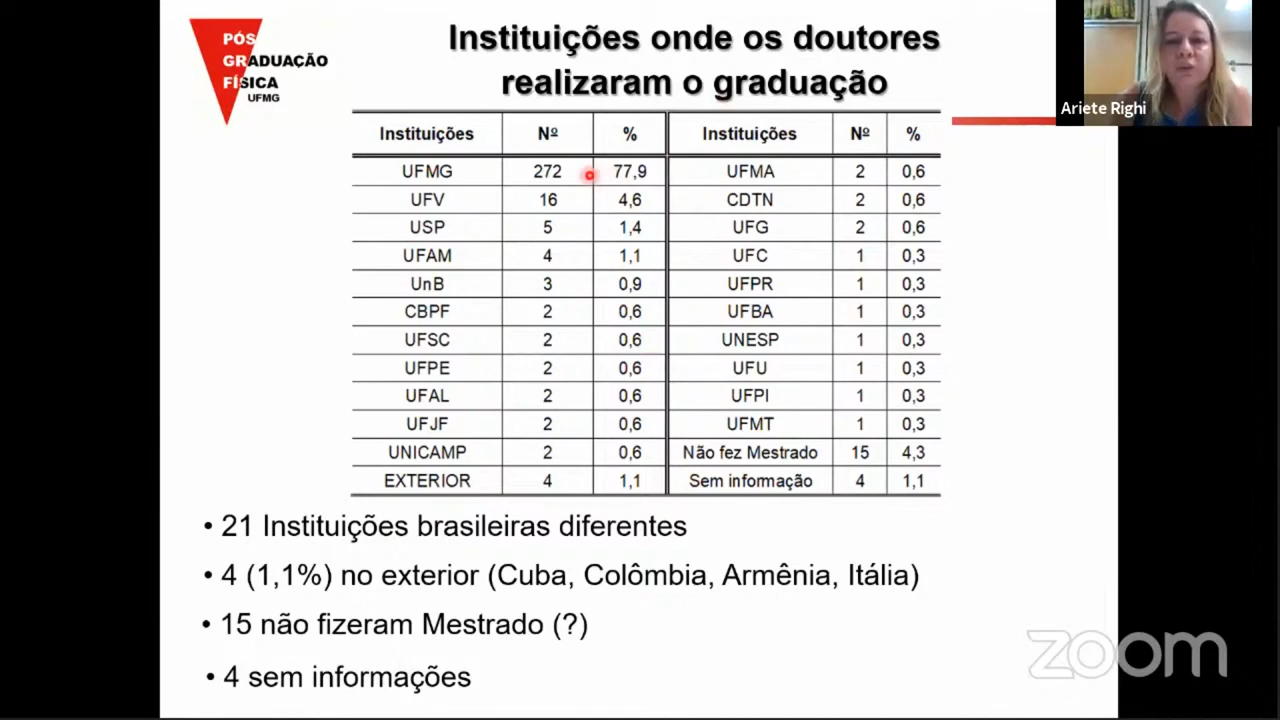 PÓS
GRADUAÇÃO
FÍSICA
UFMG
Instituições onde os doutores
realizaram o graduação
Ariete Righi
Instituições Nº % Instituições Nº %
UFMG 272 77,9 UFMA 2 0,6
UFV 16 4,6 CDTN 2 0,6
USP 5 1,4 UFG 2 0,6
UFAM 4 1,1 UFC 1 0,3
UnB 3 0,9 UFPR 1 0,3
CBPF 2 0,6 UFBA 1 0,3
UFSC 2 0,6 UNESP 1 0,3
UFPE 2 0,6 UFU 1 0,3
UFAL 2 0,6 UFPI 1 0,3
UFJF 2 0,6 UFMT 1 0,3
UNICAMP 2 0,6 Não fez Mestrado 15 4,3
EXTERIOR 4 1,1 Sem informação 4 1,1
• 21 Instituições brasileiras diferentes
• 4 (1,1%) no exterior (Cuba, Colômbia, Armênia, Itália)
• 15 não fizeram Mestrado (?)
• 4 sem informações
zoom